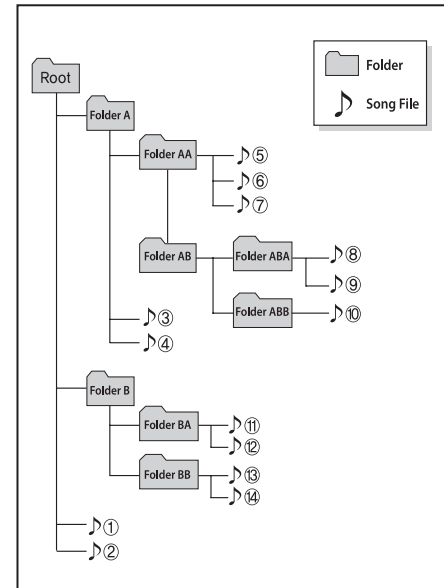 Root
Folder
Song File
Folder A
Folder AA
⑤
⑥
⑦
Folder AB
Folder ABA
⑧
⑨
Folder ABB
⑩
③
④
Folder B
Folder BA
⑪
⑫
Folder BB
⑬
⑭
①
②